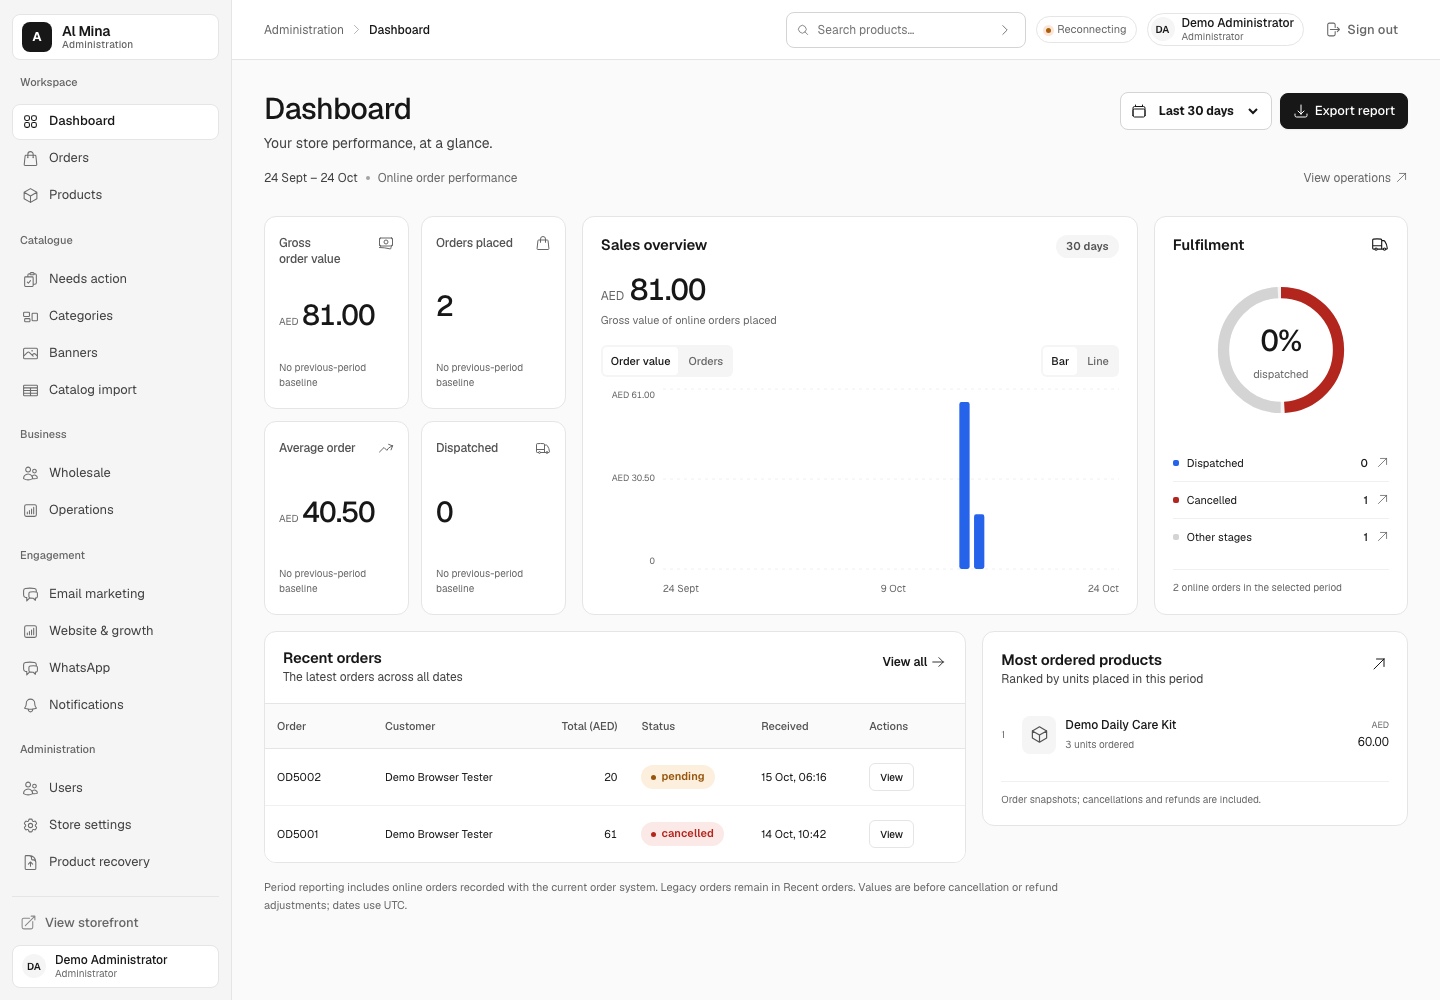 A
Al Mina
Administration
Workspace
Dashboard
Orders
Products
Catalogue
Needs action
Categories
Banners
Catalog import
Business
Wholesale
Operations
Engagement
Email marketing
Website & growth
WhatsApp
Notifications
Administration
Users
Store settings
Product recovery
View storefront
DA
Demo Administrator
Administrator
Administration
Dashboard
Search products...
Reconnecting
DA
Demo Administrator
Administrator
Sign out
Dashboard
Your store performance, at a glance.
Last 30 days
Export report
24 Sept – 24 Oct • Online order performance
View operations
Gross
order value
AED 81.00
No previous-period
baseline
Orders placed
2
No previous-period
baseline
Average order
AED 40.50
No previous-period
baseline
Dispatched
0
No previous-period
baseline
Sales overview
30 days
AED 81.00
Gross value of online orders placed
Order value
Orders
Bar
Line
AED 61.00
AED 30.50
0
24 Sept
9 Oct
24 Oct
Fulfilment
0%
dispatched
Dispatched 0
Cancelled 1
Other stages 1
2 online orders in the selected period
Recent orders
The latest orders across all dates
View all
Order Customer Total (AED) Status Received Actions
OD5002 Demo Browser Tester 20 pending 15 Oct, 06:16 View
OD5001 Demo Browser Tester 61 cancelled 14 Oct, 10:42 View
Most ordered products
Ranked by units placed in this period
1
Demo Daily Care Kit
3 units ordered
AED
60.00
Order snapshots; cancellations and refunds are included.
Period reporting includes online orders recorded with the current order system. Legacy orders remain in Recent orders. Values are before cancellation or refund
adjustments; dates use UTC.